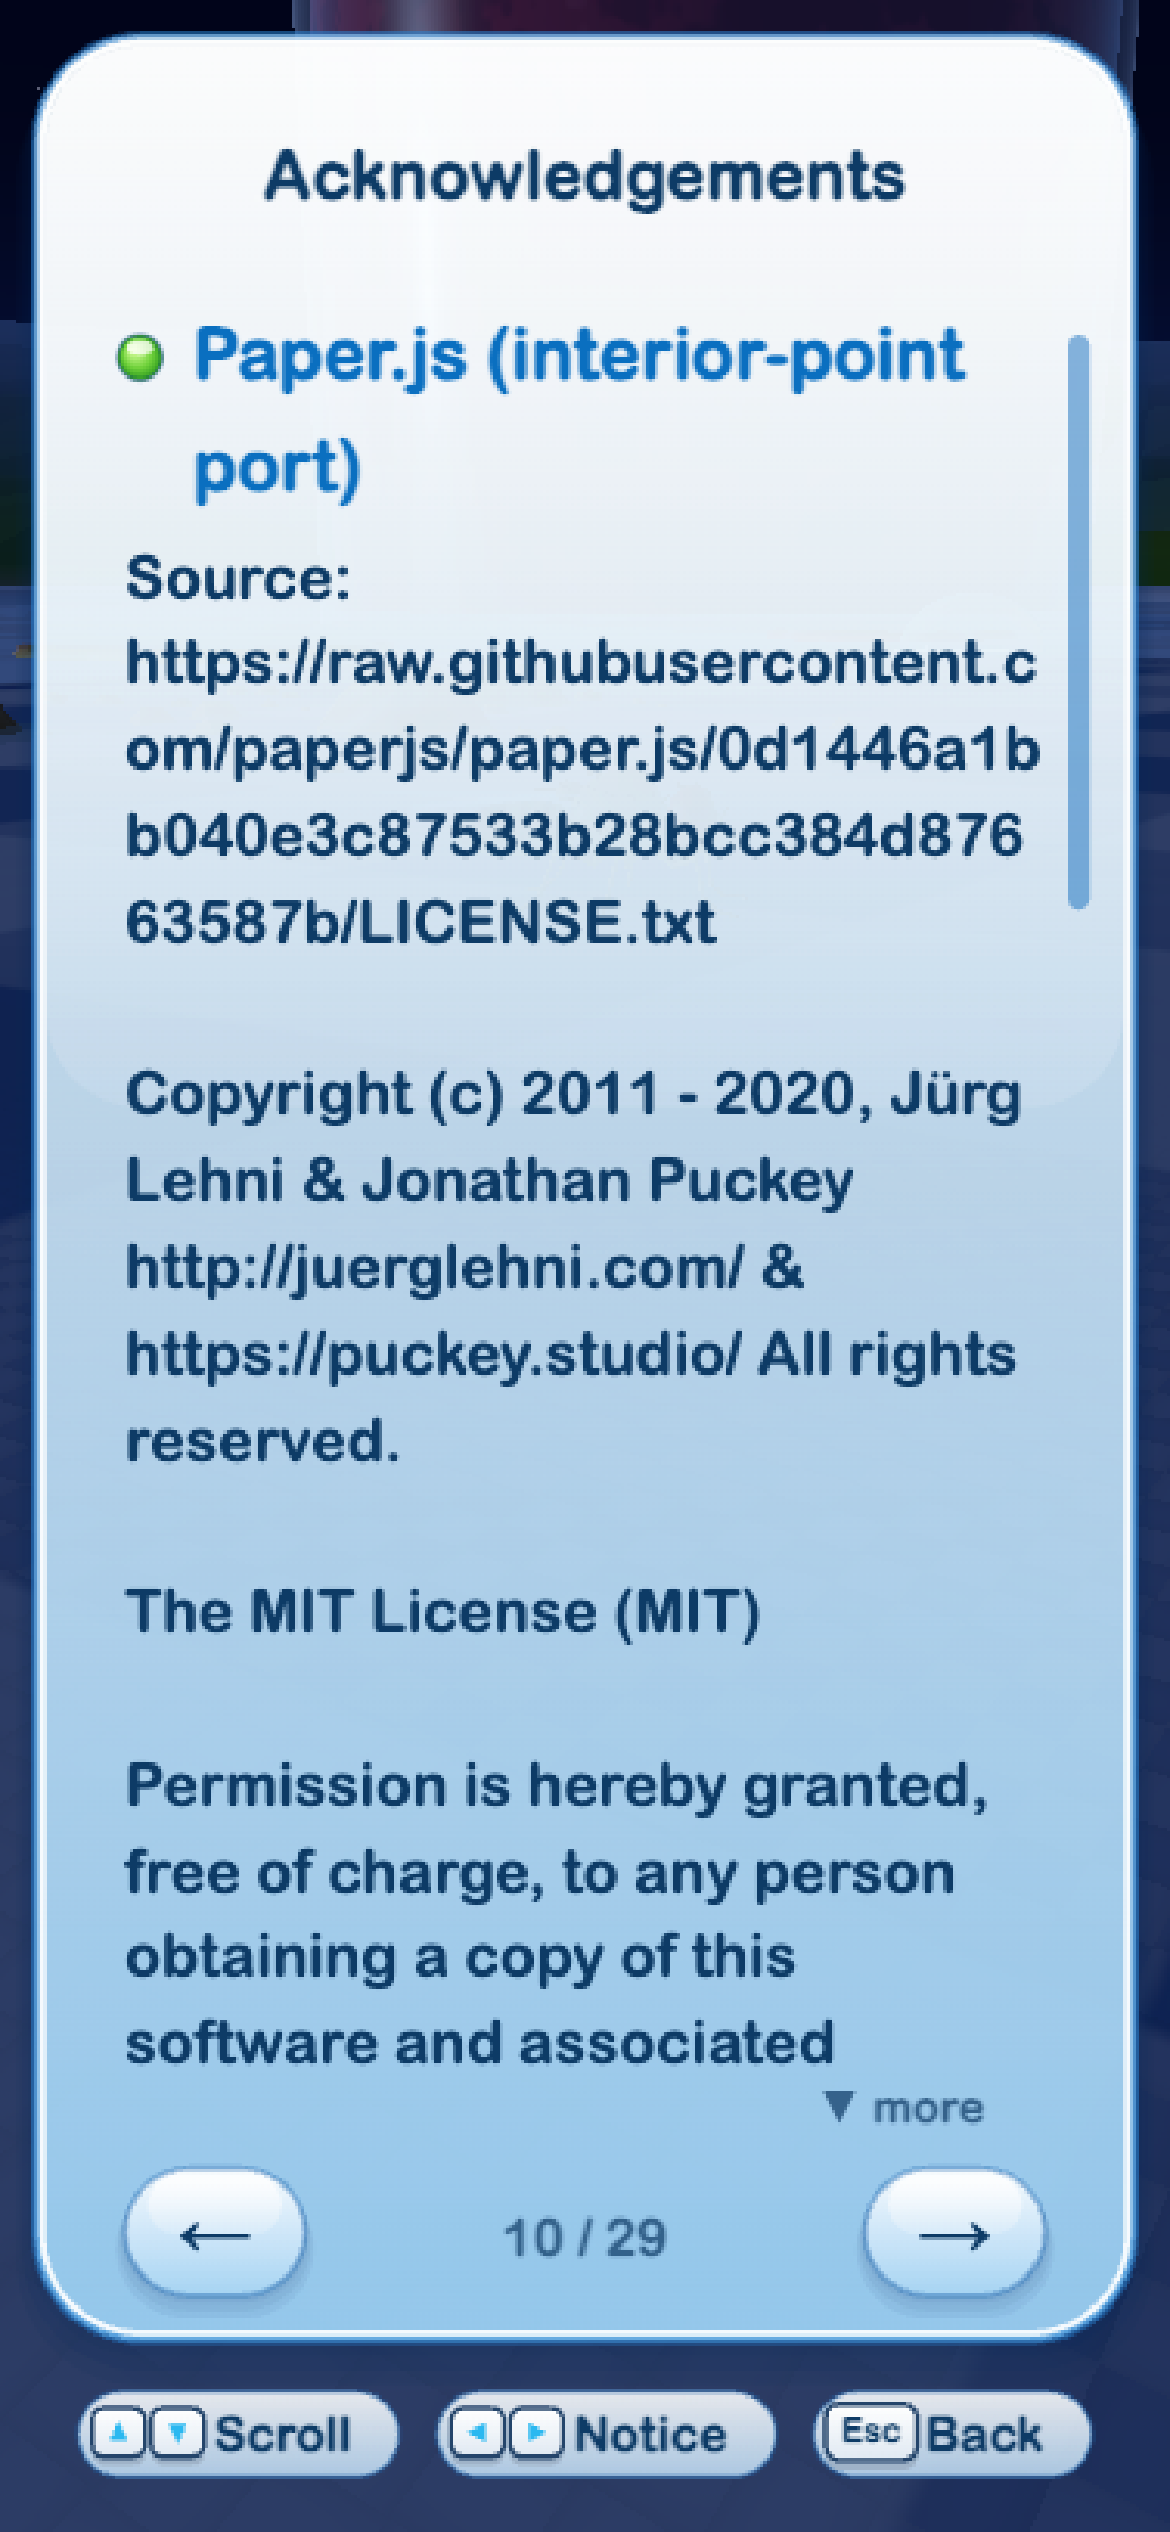 Acknowledgements
Paper.js (interior-point
port)
Source:
https://raw.githubusercontent.c
om/paperjs/paper.js/0d1446a1b
b040e3c87533b28bcc384d876
63587b/LICENSE.txt
Copyright (c) 2011 - 2020, Jürg
Lehni & Jonathan Puckey
http://juerglehni.com/ &
https://puckey.studio/ All rights
reserved.
The MIT License (MIT)
Permission is hereby granted,
free of charge, to any person
obtaining a copy of this
software and associated
▼ more
← 10 / 29 →
▲ ▼ Scroll ◀ ▶ Notice Esc Back